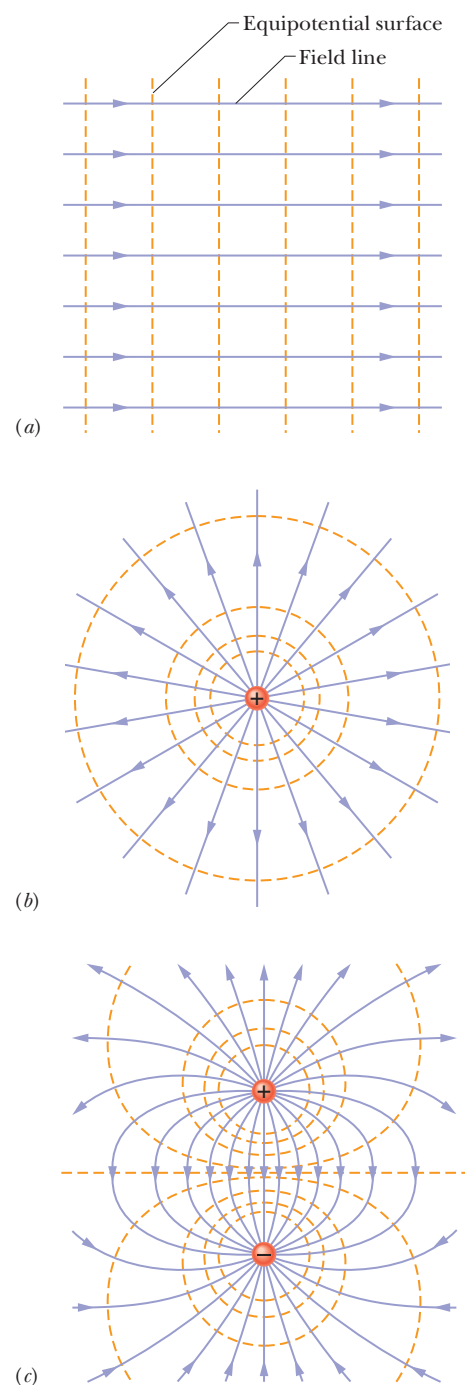 Equipotential surface
Field line
(a)
+
(b)
+
–
(c)